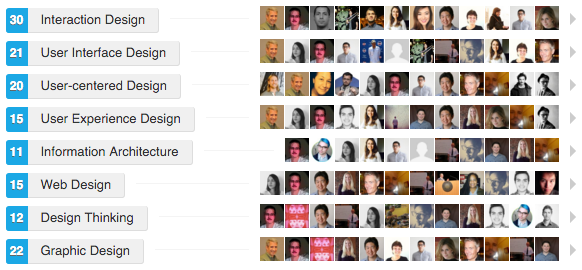 30 Interaction Design
21 User Interface Design
20 User-centered Design
15 User Experience Design
11 Information Architecture
15 Web Design
12 Design Thinking
22 Graphic Design